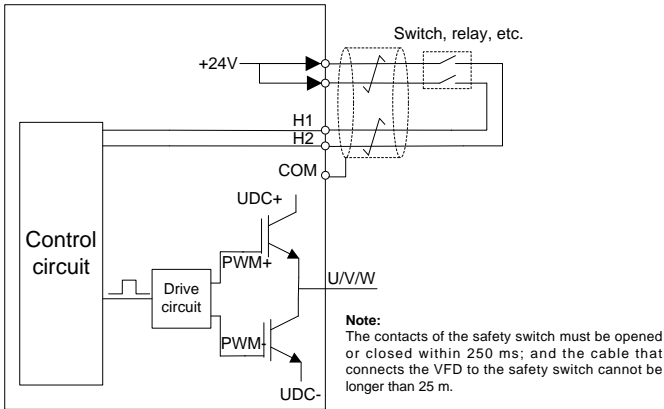 Switch, relay, etc.
+24V
H1
H2
COM
UDC+
Control
circuit
PWM+
Drive
circuit
U/V/W
PWM-
UDC-
Note:
The contacts of the safety switch must be opened
or closed within 250 ms; and the cable that
connects the VFD to the safety switch cannot be
longer than 25 m.